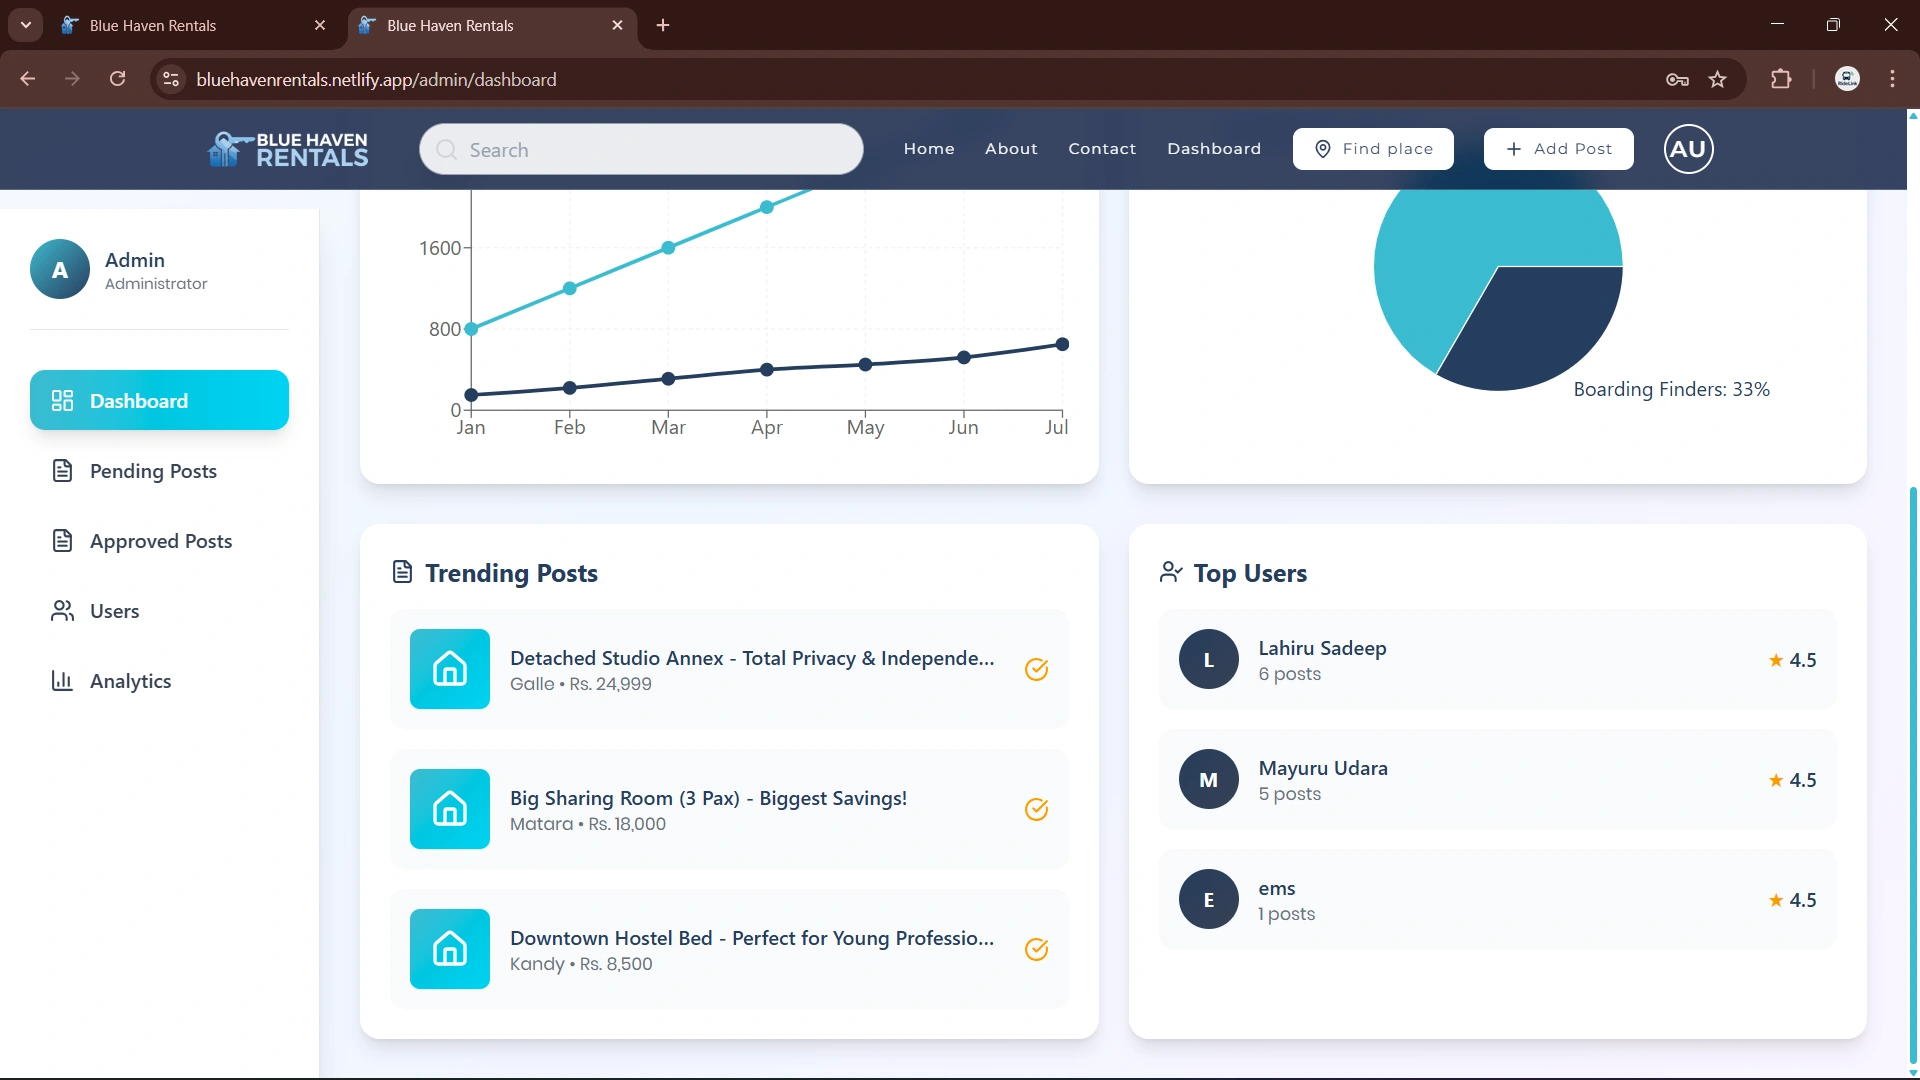 Blue Haven Rentals
Blue Haven Rentals
bluehavenrentals.netlify.app/admin/dashboard
BLUE HAVEN
RENTALS
Search
Home
About
Contact
Dashboard
Find place
Add Post
AU
A
Admin
Administrator
Dashboard
Pending Posts
Approved Posts
Users
Analytics
1600
800
0
Jan
Feb
Mar
Apr
May
Jun
Jul
Boarding Finders: 33%
Trending Posts
Detached Studio Annex - Total Privacy & Independe...
Galle • Rs. 24,999
Big Sharing Room (3 Pax) - Biggest Savings!
Matara • Rs. 18,000
Downtown Hostel Bed - Perfect for Young Professio...
Kandy • Rs. 8,500
Top Users
L
Lahiru Sadeep
6 posts
★ 4.5
M
Mayuru Udara
5 posts
★ 4.5
E
ems
1 posts
★ 4.5